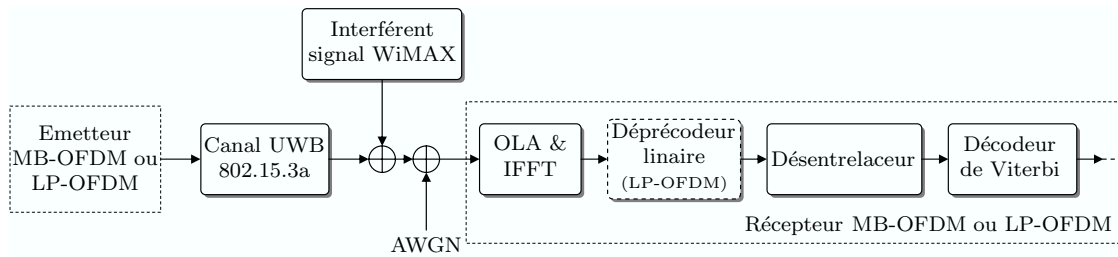 Interférent
signal WiMAX
Emetteur
MB-OFDM ou
LP-OFDM
Canal UWB
802.15.3a
AWGN
OLA &
IFFT
Déprécodeur
linaire
(LP-OFDM)
Désentrelaceur
Décodeur
de Viterbi
Récepteur MB-OFDM ou LP-OFDM